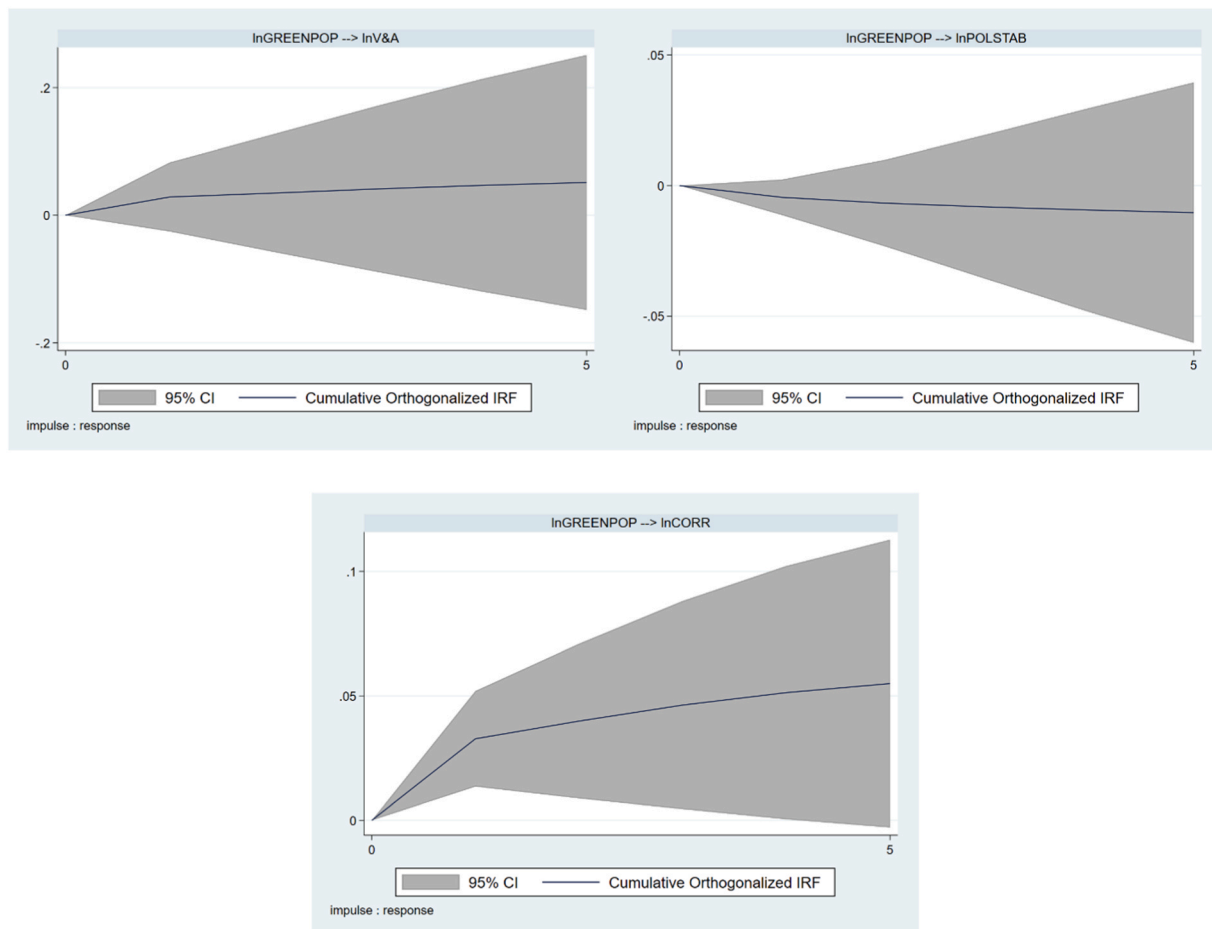 lnGREENPOP --> lnV&A
.2
0
-.2
0 5
95% CI Cumulative Orthogonalized IRF
impulse : response
lnGREENPOP --> lnPOLSTAB
.05
0
-.05
0 5
95% CI Cumulative Orthogonalized IRF
impulse : response
lnGREENPOP --> lnCORR
.1
.05
0
0 5
95% CI Cumulative Orthogonalized IRF
impulse : response